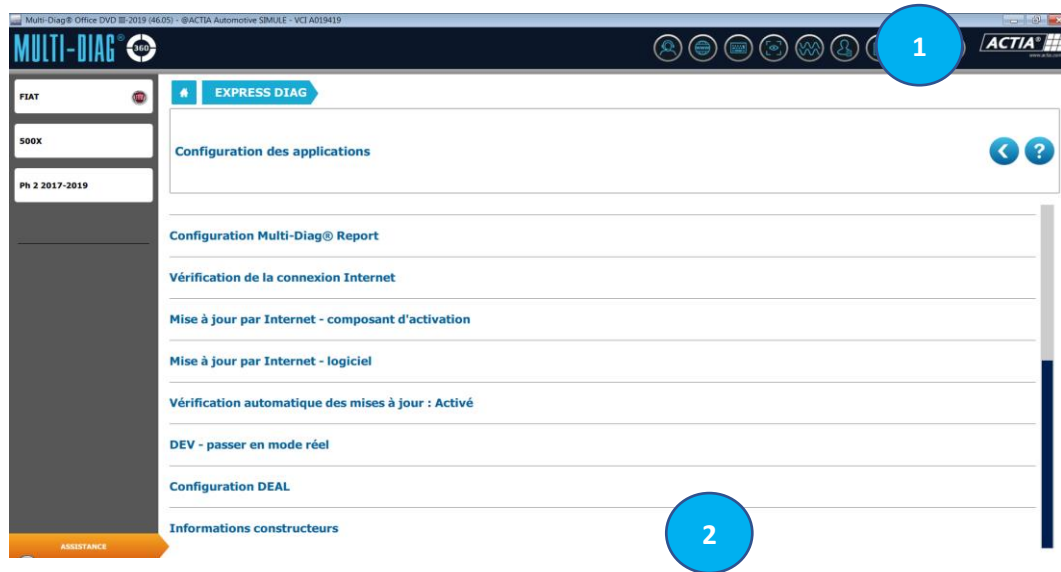 Multi-Diag® Office DVD III-2019 (46.05) - @ACTIA Automotive SIMULE - VCI A019419
MULTI-DIAG® 360
1
ACTIA®
www.actia.com
FIAT
EXPRESS DIAG
500X
Configuration des applications
?
Ph 2 2017-2019
Configuration Multi-Diag® Report
Vérification de la connexion Internet
Mise à jour par Internet - composant d'activation
Mise à jour par Internet - logiciel
Vérification automatique des mises à jour : Activé
DEV - passer en mode réel
Configuration DEAL
Informations constructeurs
2
ASSISTANCE